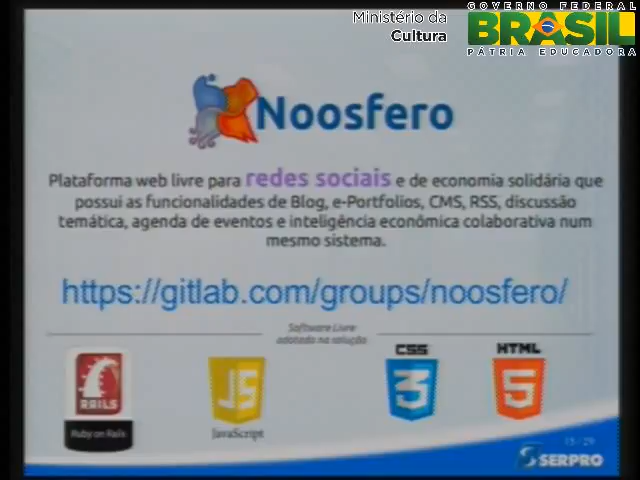 Ministério da
Cultura
GOVERNO FEDERAL
BRASIL
PÁTRIA EDUCADORA
Noosfero
Plataforma web livre para redes sociais e de economia solidária que
possui as funcionalidades de Blog, e-Portfolios, CMS, RSS, discussão
temática, agenda de eventos e inteligência econômica colaborativa num
mesmo sistema.
https://gitlab.com/groups/noosfero/
Software Livre
adotado na solução
RAILS
Ruby on Rails
JS
JavaScript
CSS
3
HTML
5
15 / 29
SERPRO